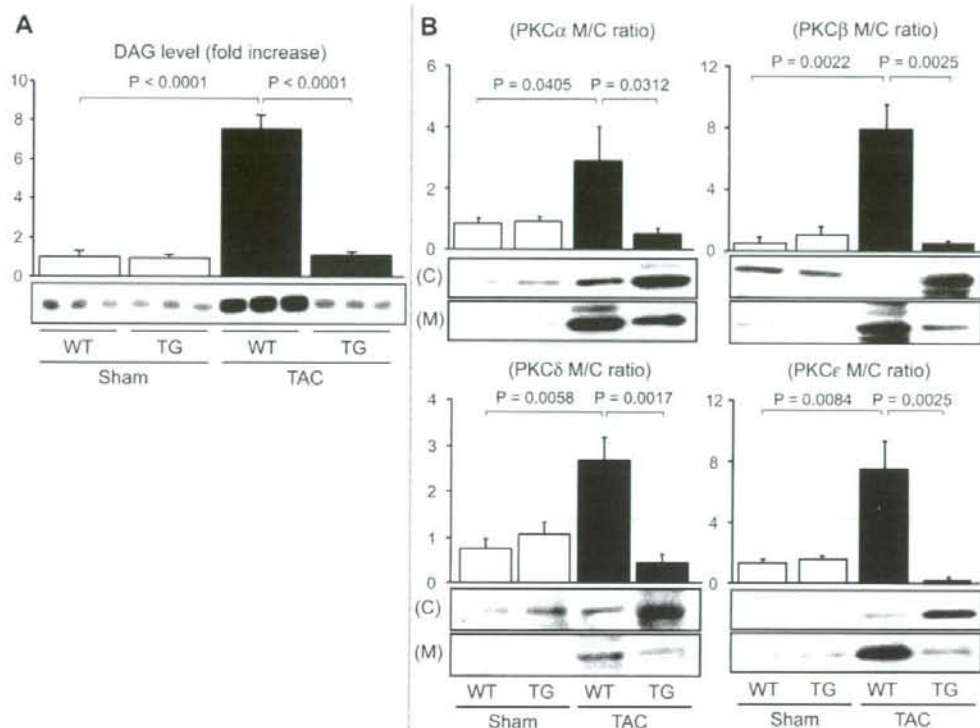 A
DAG level (fold increase)
P < 0.0001 P < 0.0001
10
8
6
4
2
0
WT TG WT TG
Sham TAC
B
(PKCα M/C ratio)
P = 0.0405 P = 0.0312
6
4
2
0
(C)
(M)
(PKCβ M/C ratio)
P = 0.0022 P = 0.0025
12
8
4
0
(PKCδ M/C ratio)
P = 0.0058 P = 0.0017
4
3
2
1
0
(C)
(M)
WT TG WT TG
Sham TAC
(PKCε M/C ratio)
P = 0.0084 P = 0.0025
12
8
4
0
WT TG WT TG
Sham TAC